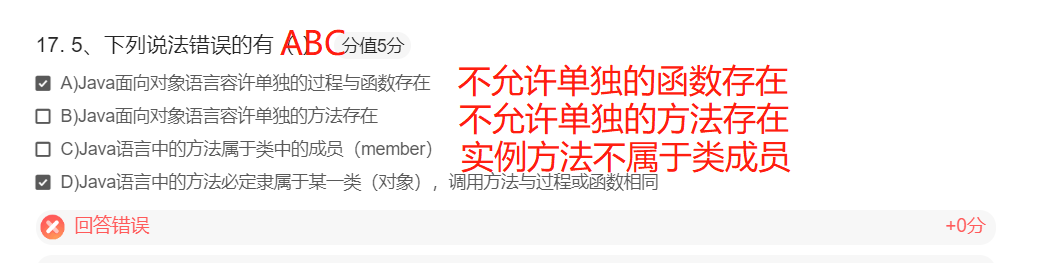 17. 5、下列说法错误的有（ ABC ） 分值5分
A)Java面向对象语言容许单独的过程与函数存在 不允许单独的函数存在
B)Java面向对象语言容许单独的方法存在 不允许单独的方法存在
C)Java语言中的方法属于类中的成员（member） 实例方法不属于类成员
D)Java语言中的方法必定隶属于某一类（对象），调用方法与过程或函数相同
回答错误 +0分